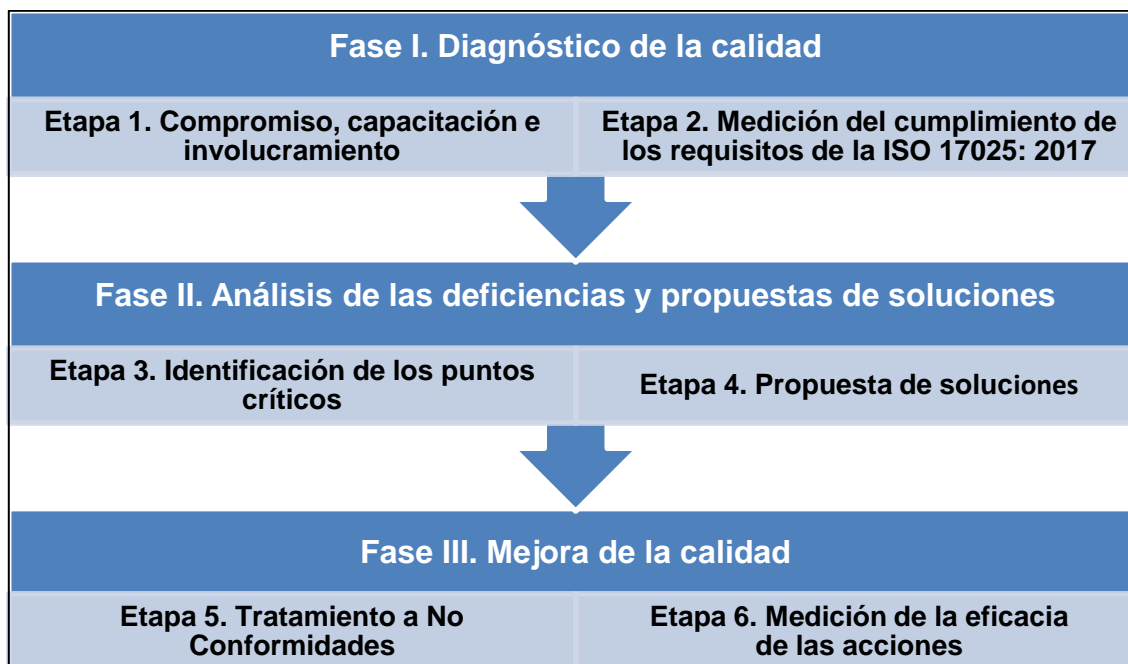 Fase I. Diagnóstico de la calidad
Etapa 1. Compromiso, capacitación e
involucramiento
Etapa 2. Medición del cumplimiento de
los requisitos de la ISO 17025: 2017
Fase II. Análisis de las deficiencias y propuestas de soluciones
Etapa 3. Identificación de los puntos
críticos
Etapa 4. Propuesta de soluciones
Fase III. Mejora de la calidad
Etapa 5. Tratamiento a No
Conformidades
Etapa 6. Medición de la eficacia
de las acciones